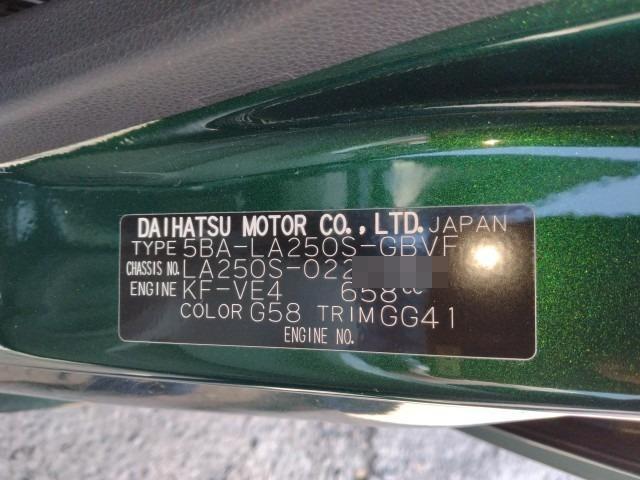 DAIHATSU MOTOR CO., LTD. JAPAN
TYPE 5BA-LA250S-GBVF
CHASSIS NO. LA250S-022
ENGINE KF-VE4 658cc
COLOR G58 TRIM GG41
ENGINE NO.